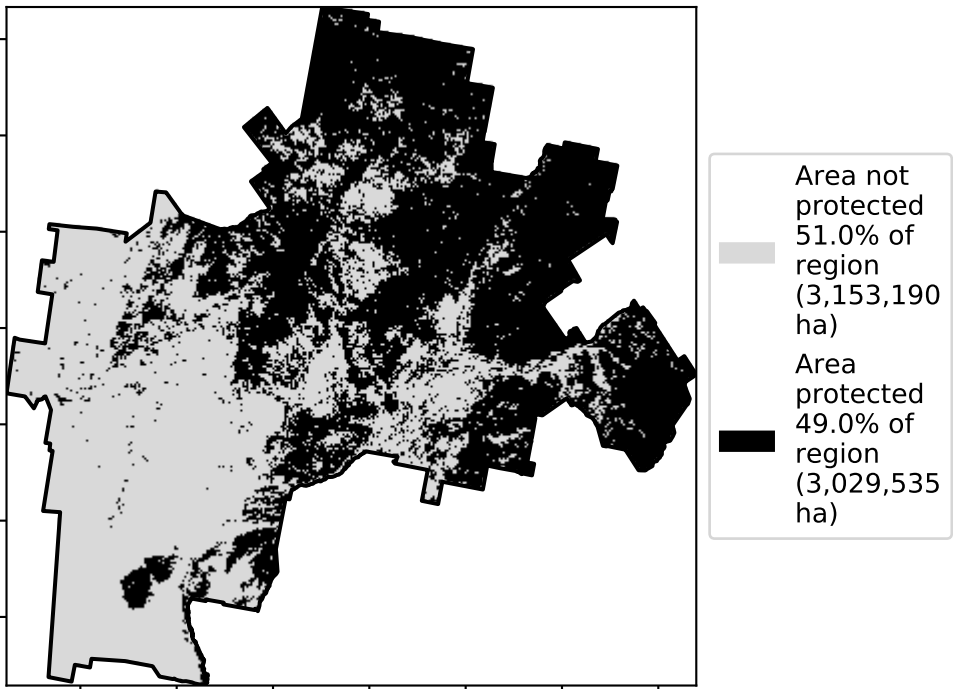 Area not
protected
51.0% of
region
(3,153,190
ha)
Area
protected
49.0% of
region
(3,029,535
ha)